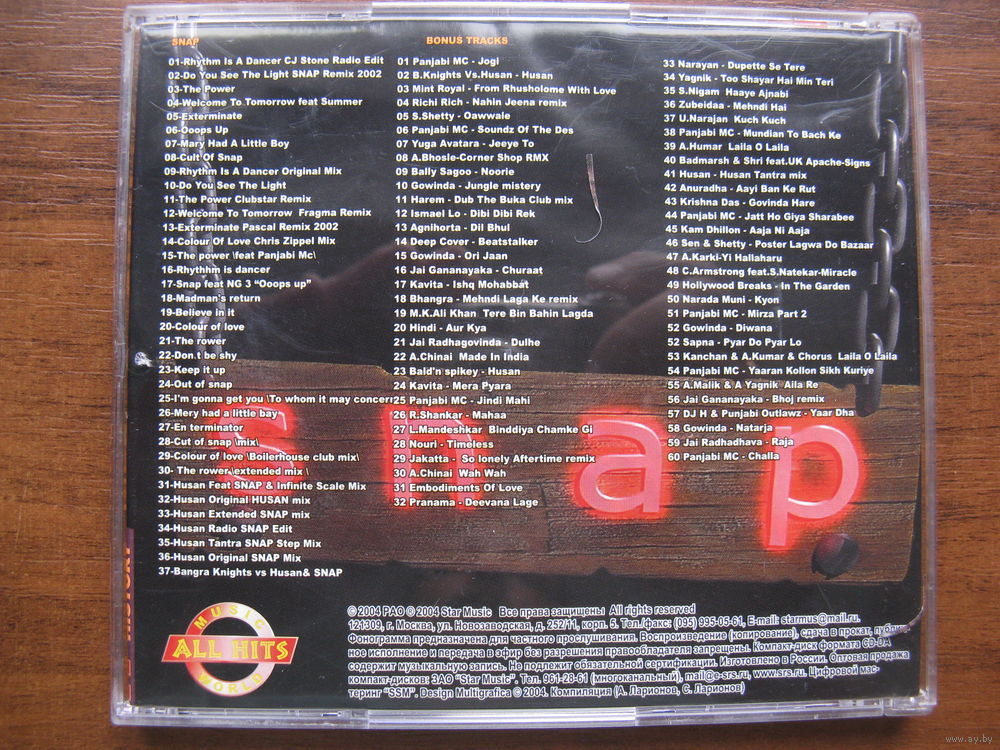 SNAP
01-Rhythm Is A Dancer CJ Stone Radio Edit
02-Do You See The Light SNAP Remix 2002
03-The Power
04-Welcome To Tomorrow feat Summer
05-Exterminate
06-Ooops Up
07-Mary Had A Little Boy
08-Cult Of Snap
09-Rhythm Is A Dancer Original Mix
10-Do You See The Light
11-The Power Clubstar Remix
12-Welcome To Tomorrow Fragma Remix
13-Exterminate Pascal Remix 2002
14-Colour Of Love Chris Zippel Mix
15-The power \feat Panjabi Mc\
16-Rhythhm is dancer
17-Snap feat NG 3 “Ooops up”
18-Madman`s return
19-Believe in it
20-Colour of love
21-The rower
22-Don.t be shy
23-Keep it up
24-Out of snap
25-I'm gonna get you \To whom it may concerr
26-Mery had a little bay
27-En terminator
28-Cut of snap \mix\
29-Colour of love \Boilerhouse club mix\
30- The rower\extended mix \
31-Husan Feat SNAP & Infinite Scale Mix
32-Husan Original HUSAN mix
33-Husan Extended SNAP mix
34-Husan Radio SNAP Edit
35-Husan Tantra SNAP Step Mix
36-Husan Original SNAP Mix
37-Bangra Knights vs Husan& SNAP
BONUS TRACKS
01 Panjabi MC - Jogi
02 B.Knights Vs.Husan - Husan
03 Mint Royal - From Rhusholome With Love
04 Richi Rich - Nahin Jeena remix
05 S.Shetty - Oawwale
06 Panjabi MC - Soundz Of The Des
07 Yuga Avatara - Jeeye To
08 A.Bhosle-Corner Shop RMX
09 Bally Sagoo - Noorie
10 Gowinda - Jungle mistery
11 Harem - Dub The Buka Club mix
12 Ismael Lo - Dibi Dibi Rek
13 Agnihorta - Dil Bhul
14 Deep Cover - Beatstalker
15 Gowinda - Ori Jaan
16 Jai Gananayaka - Churaat
17 Kavita - Ishq Mohabbat
18 Bhangra - Mehndi Laga Ke remix
19 M.K.Ali Khan Tere Bin Bahin Lagda
20 Hindi - Aur Kya
21 Jai Radhagovinda - Dulhe
22 A.Chinai Made In India
23 Bald'n spikey - Husan
24 Kavita - Mera Pyara
25 Panjabi MC - Jindi Mahi
26 R.Shankar - Mahaa
27 L.Mandeshkar Binddiya Chamke Gi
28 Nouri - Timeless
29 Jakatta - So lonely Aftertime remix
30 A.Chinai Wah Wah
31 Embodiments Of Love
32 Pranama - Deevana Lage
33 Narayan - Dupette Se Tere
34 Yagnik - Too Shayar Hai Min Teri
35 S.Nigam Haaye Ajnabi
36 Zubeidaa - Mehndi Hai
37 U.Narajan Kuch Kuch
38 Panjabi MC - Mundian To Bach Ke
39 A.Humar Laila O Laila
40 Badmarsh & Shri feat.UK Apache-Signs
41 Husan - Husan Tantra mix
42 Anuradha - Aayi Ban Ke Rut
43 Krishna Das - Govinda Hare
44 Panjabi MC - Jatt Ho Giya Sharabee
45 Kam Dhillon - Aaja Ni Aaja
46 Sen & Shetty - Poster Lagwa Do Bazaar
47 A.Karki-Yi Hallaharu
48 C.Armstrong feat.S.Natekar-Miracle
49 Hollywood Breaks - In The Garden
50 Narada Muni - Kyon
51 Panjabi MC - Mirza Part 2
52 Gowinda - Diwana
52 Sapna - Pyar Do Pyar Lo
53 Kanchan & A.Kumar & Chorus Laila O Laila
54 Panjabi MC - Yaaran Kollon Sikh Kuriye
55 A.Malik & A Yagnik Aila Re
56 Jai Gananayaka - Bhoj remix
57 DJ H & Punjabi Outlawz - Yaar Dha
58 Gowinda - Natarja
59 Jai Radhadhava - Raja
60 Panjabi MC - Challa
snap
HISTORY
MUSIC
ALL HITS
WORLD
© 2004 РАО ℗ 2004 Star Music Все права защищены All rights reserved
121309, г. Москва, ул. Новозаводская, д. 252/11, корп. 5. Тел./факс: (095) 995-05-61, E-mail: starmus@mail.ru.
Фонограмма предназначена для частного прослушивания. Воспроизведение (копирование), сдача в прокат, публич-
ное исполнение и передача в эфир без разрешения правообладателя запрещены. Компакт-диск формата CD-DA
содержит музыкальную запись. Не подлежит обязательной сертификации. Изготовлено в России. Оптовая продажа
компакт-дисков: ЗАО "Star Music". Тел. 961-28-61 (многоканальный), mail@e-srs.ru, www.srs.ru. Цифровой мас-
теринг "SSM". Design Multigrafica © 2004. Компиляция (А. Ларионов, С. Ларионов)
www.ay.by